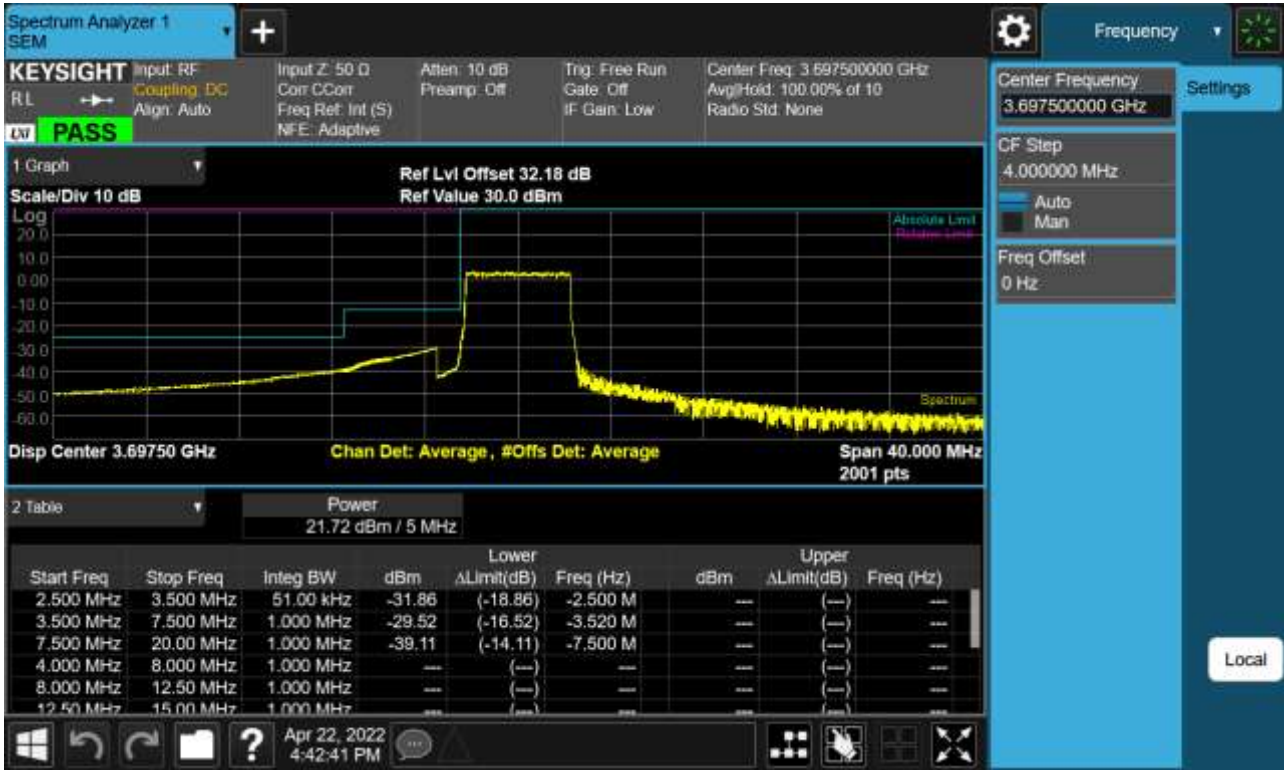 Spectrum Analyzer 1
SEM
+
Frequency
KEYSIGHT
RL
LXI
PASS
Input: RF
Coupling: DC
Align: Auto
Input Z: 50 Ω
Corr CCorr
Freq Ref: Int (S)
NFE: Adaptive
Atten: 10 dB
Preamp: Off
Trig: Free Run
Gate: Off
IF Gain: Low
Center Freq: 3.697500000 GHz
Avg|Hold: 100.00% of 10
Radio Std: None
Center Frequency
3.697500000 GHz
Settings
CF Step
4.000000 MHz
Auto
Man
Freq Offset
0 Hz
Local
1 Graph
Scale/Div 10 dB
Ref Lvl Offset 32.18 dB
Ref Value 30.0 dBm
Log
20.0
10.0
0.00
-10.0
-20.0
-30.0
-40.0
-50.0
-60.0
Absolute Limit
Relative Limit
Spectrum
Disp Center 3.69750 GHz
Chan Det: Average, #Offs Det: Average
Span 40.000 MHz
2001 pts
2 Table
Power
21.72 dBm / 5 MHz
Lower Upper
Start Freq Stop Freq Integ BW dBm ΔLimit(dB) Freq (Hz) dBm ΔLimit(dB) Freq (Hz)
2.500 MHz 3.500 MHz 51.00 kHz -31.86 (-18.86) -2.500 M --- (---) ---
3.500 MHz 7.500 MHz 1.000 MHz -29.52 (-16.52) -3.520 M --- (---) ---
7.500 MHz 20.00 MHz 1.000 MHz -39.11 (-14.11) -7.500 M --- (---) ---
4.000 MHz 8.000 MHz 1.000 MHz --- (---) --- --- (---) ---
8.000 MHz 12.50 MHz 1.000 MHz --- (---) --- --- (---) ---
12.50 MHz 15.00 MHz 1.000 MHz --- (---) --- --- (---) ---
?
Apr 22, 2022
4:42:41 PM